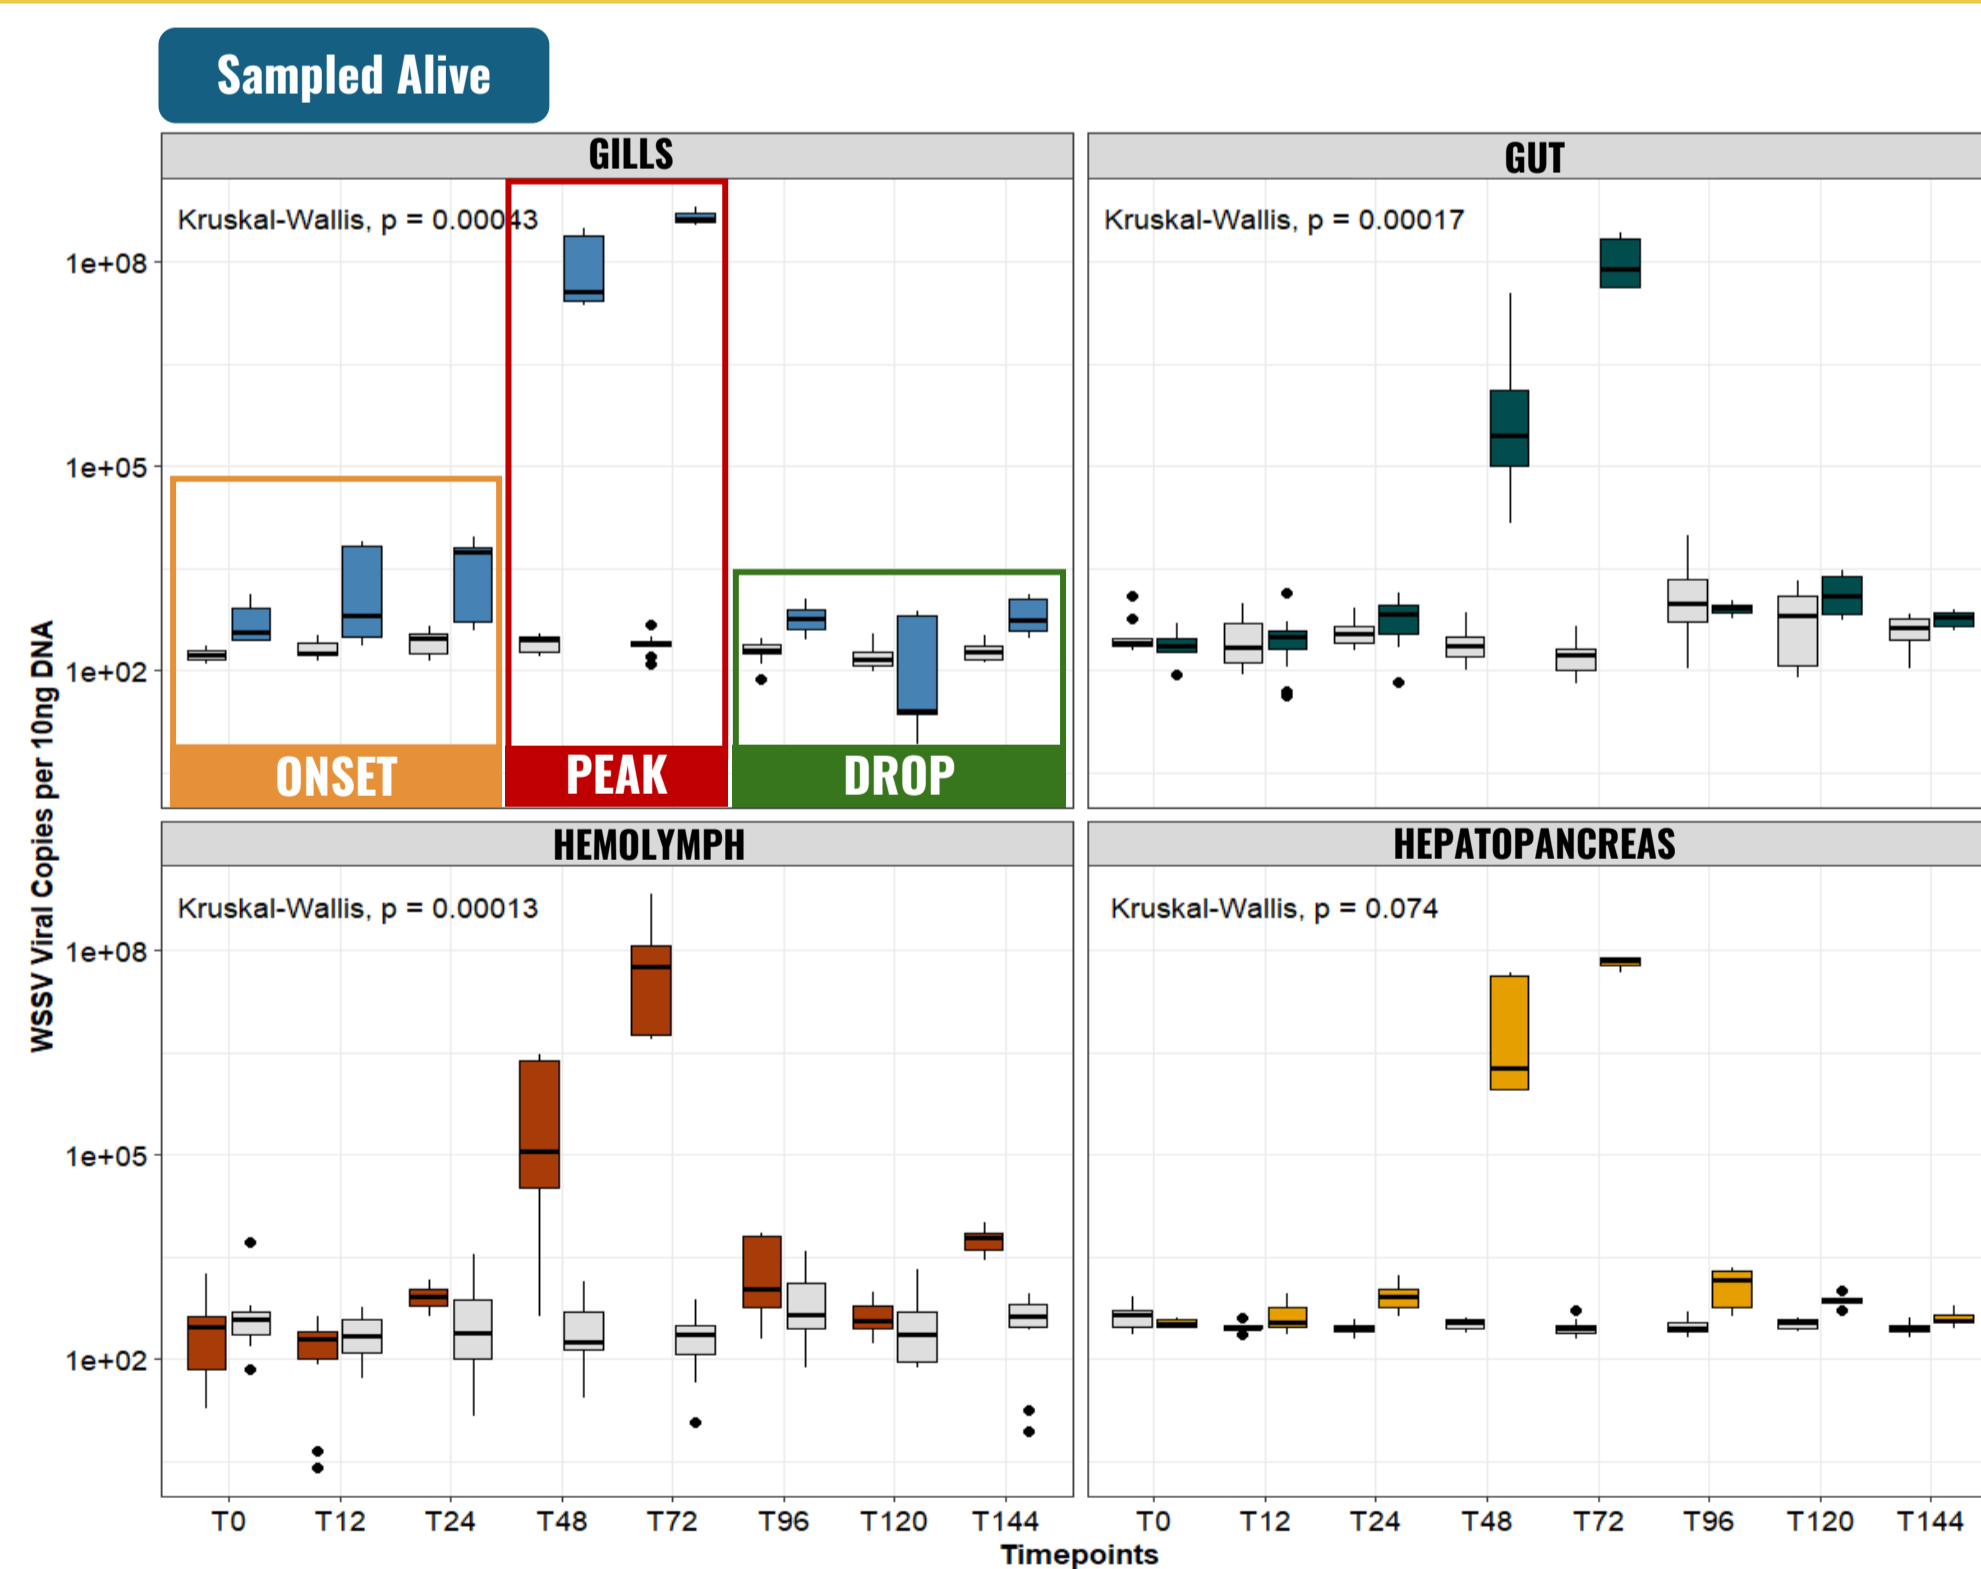 Sampled Alive
GILLS
GUT
Kruskal-Wallis, p = 0.00043
Kruskal-Wallis, p = 0.00017
1e+08
1e+05
1e+02
ONSET
PEAK
DROP
WSSV Viral Copies per 10ng DNA
HEMOLYMPH
HEPATOPANCREAS
Kruskal-Wallis, p = 0.00013
Kruskal-Wallis, p = 0.074
1e+08
1e+05
1e+02
T0 T12 T24 T48 T72 T96 T120 T144
T0 T12 T24 T48 T72 T96 T120 T144
Timepoints